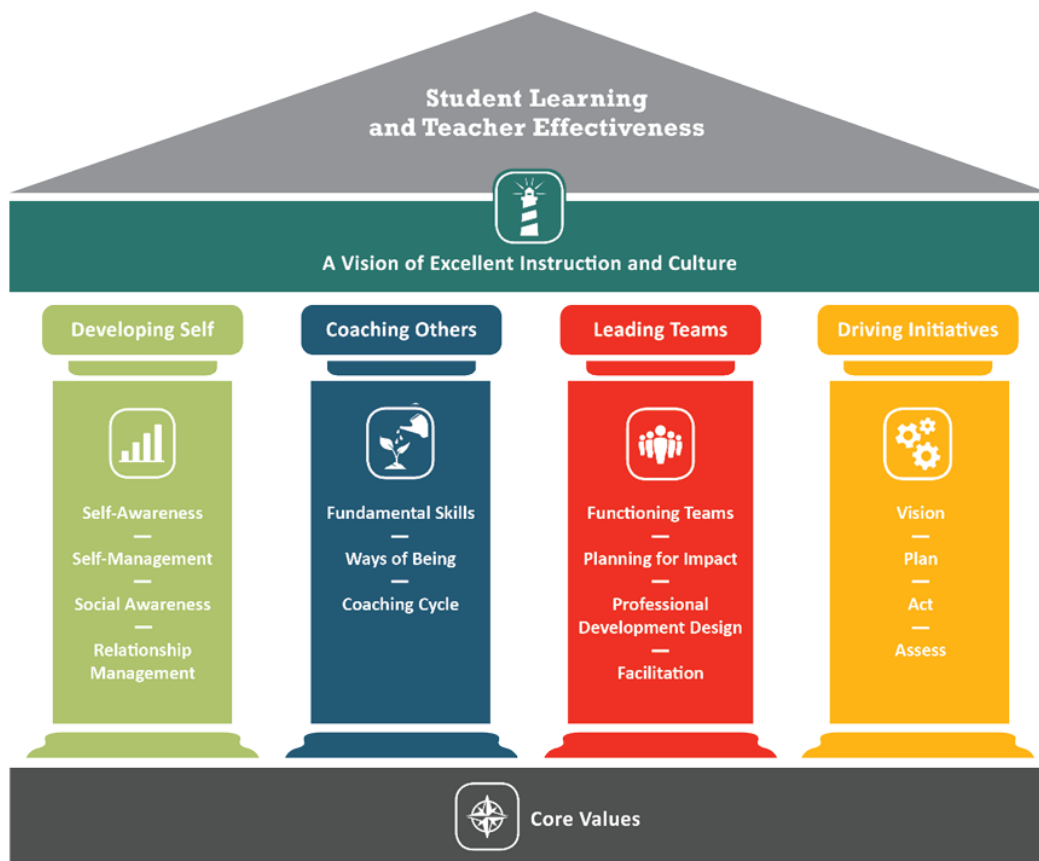 Student Learning
and Teacher Effectiveness
A Vision of Excellent Instruction and Culture
Developing Self
Self-Awareness
Self-Management
Social Awareness
Relationship
Management
Coaching Others
Fundamental Skills
Ways of Being
Coaching Cycle
Leading Teams
Functioning Teams
Planning for Impact
Professional
Development Design
Facilitation
Driving Initiatives
Vision
Plan
Act
Assess
Core Values